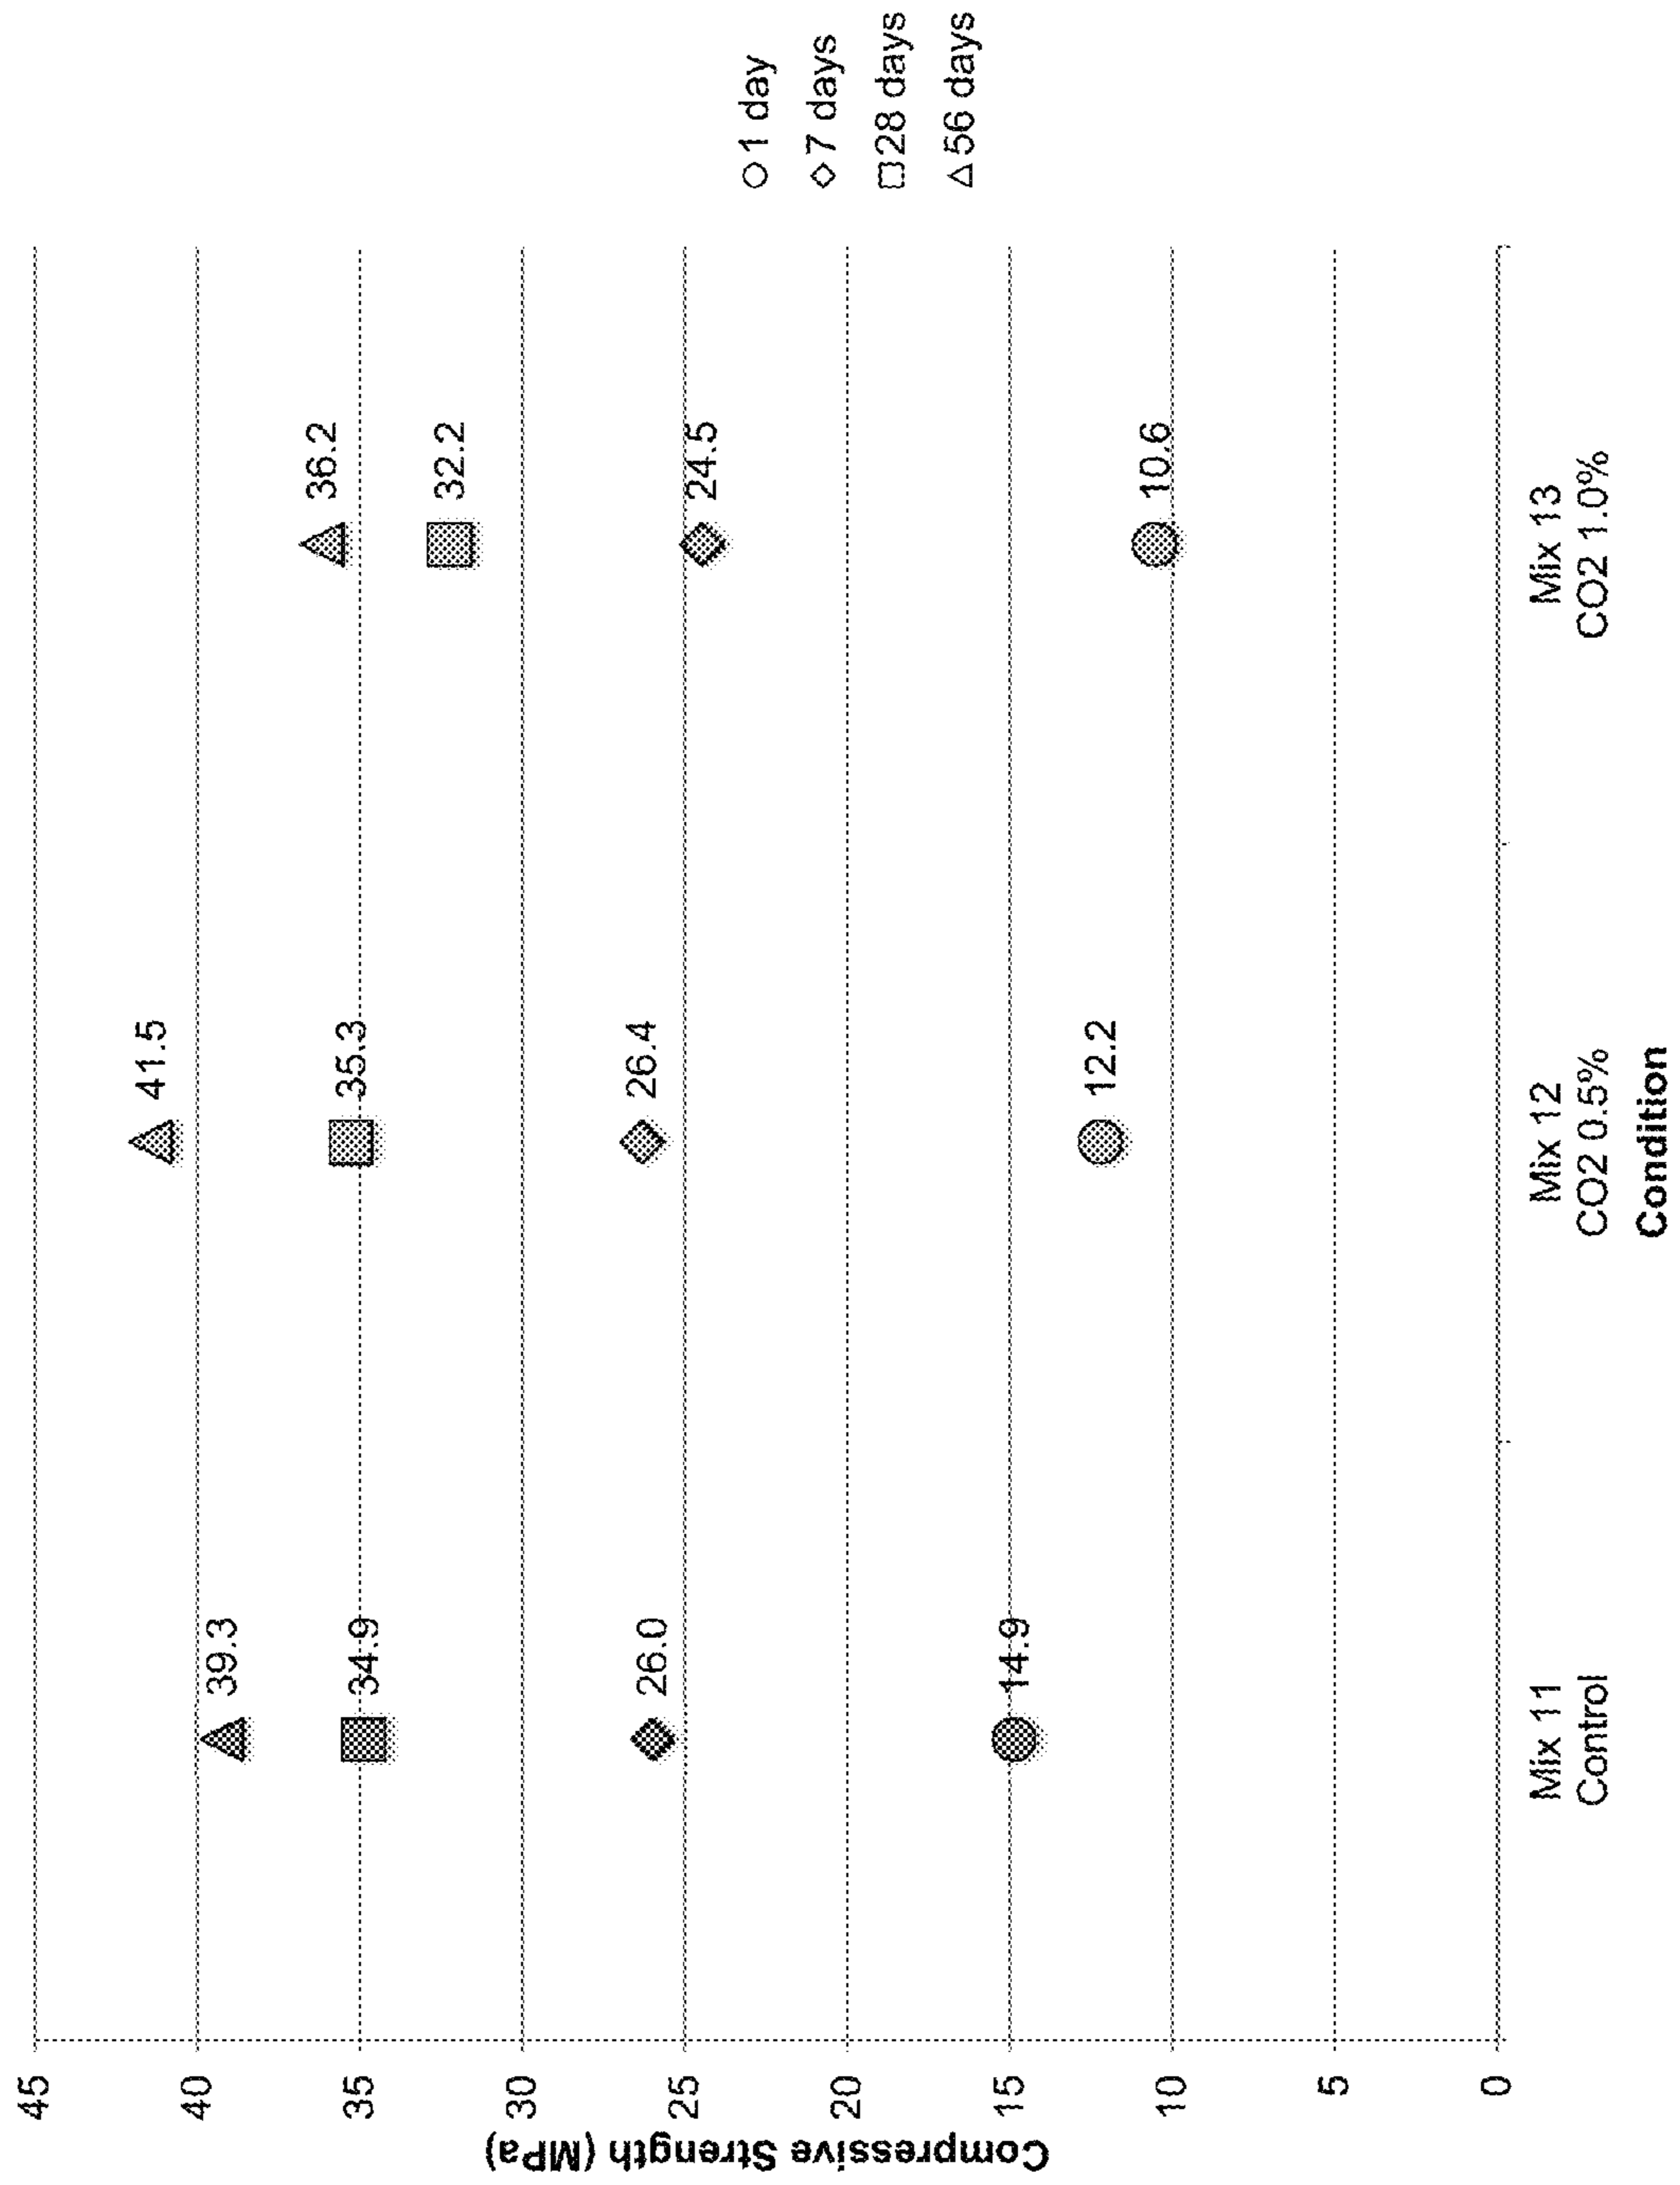 Compressive Strength (MPa)
45
40
35
30
25
20
15
10
5
0
39.3
34.9
26.0
14.9
41.5
35.3
26.4
12.2
36.2
32.2
24.5
10.6
Mix 11
Control
Mix 12
CO2 0.5%
Mix 13
CO2 1.0%
Condition
1 day
7 days
28 days
56 days